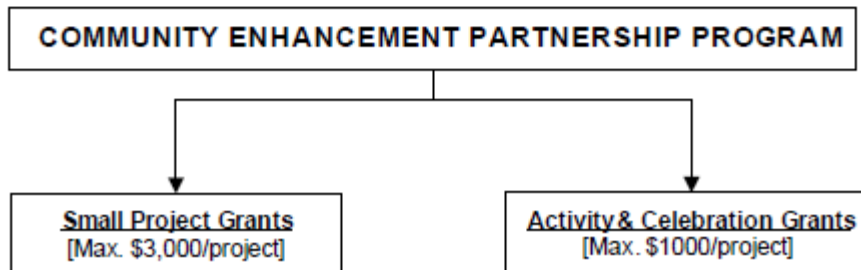 COMMUNITY ENHANCEMENT PARTNERSHIP PROGRAM
Small Project Grants
[Max. $3,000/project]
Activity & Celebration Grants
[Max. $1000/project]